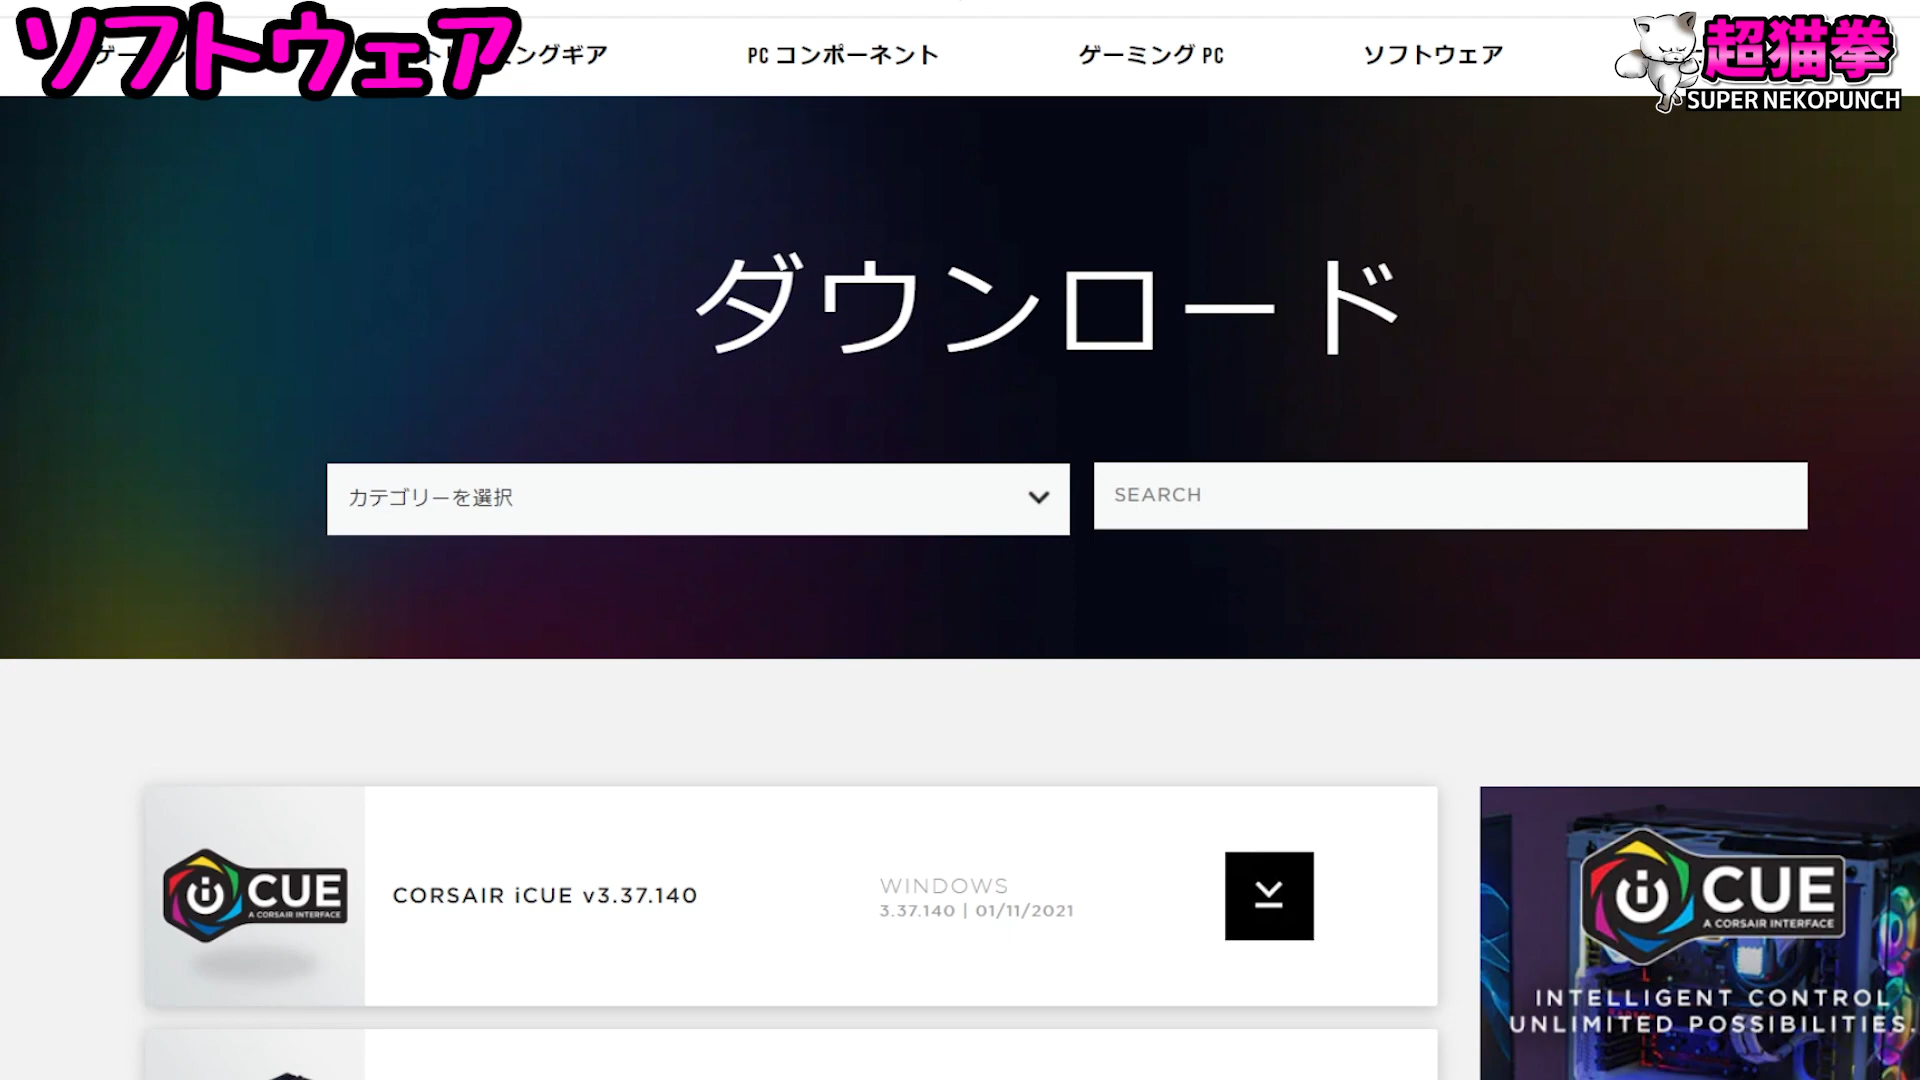 ソフトウェア
ングギア
PC コンポーネント
ゲーミング PC
ソフトウェア
超猫拳
SUPER NEKOPUNCH
ダウンロード
カテゴリーを選択
SEARCH
iCUE
A CORSAIR INTERFACE
CORSAIR iCUE v3.37.140
WINDOWS
3.37.140 | 01/11/2021
iCUE
A CORSAIR INTERFACE
INTELLIGENT CONTROL
UNLIMITED POSSIBILITIES.